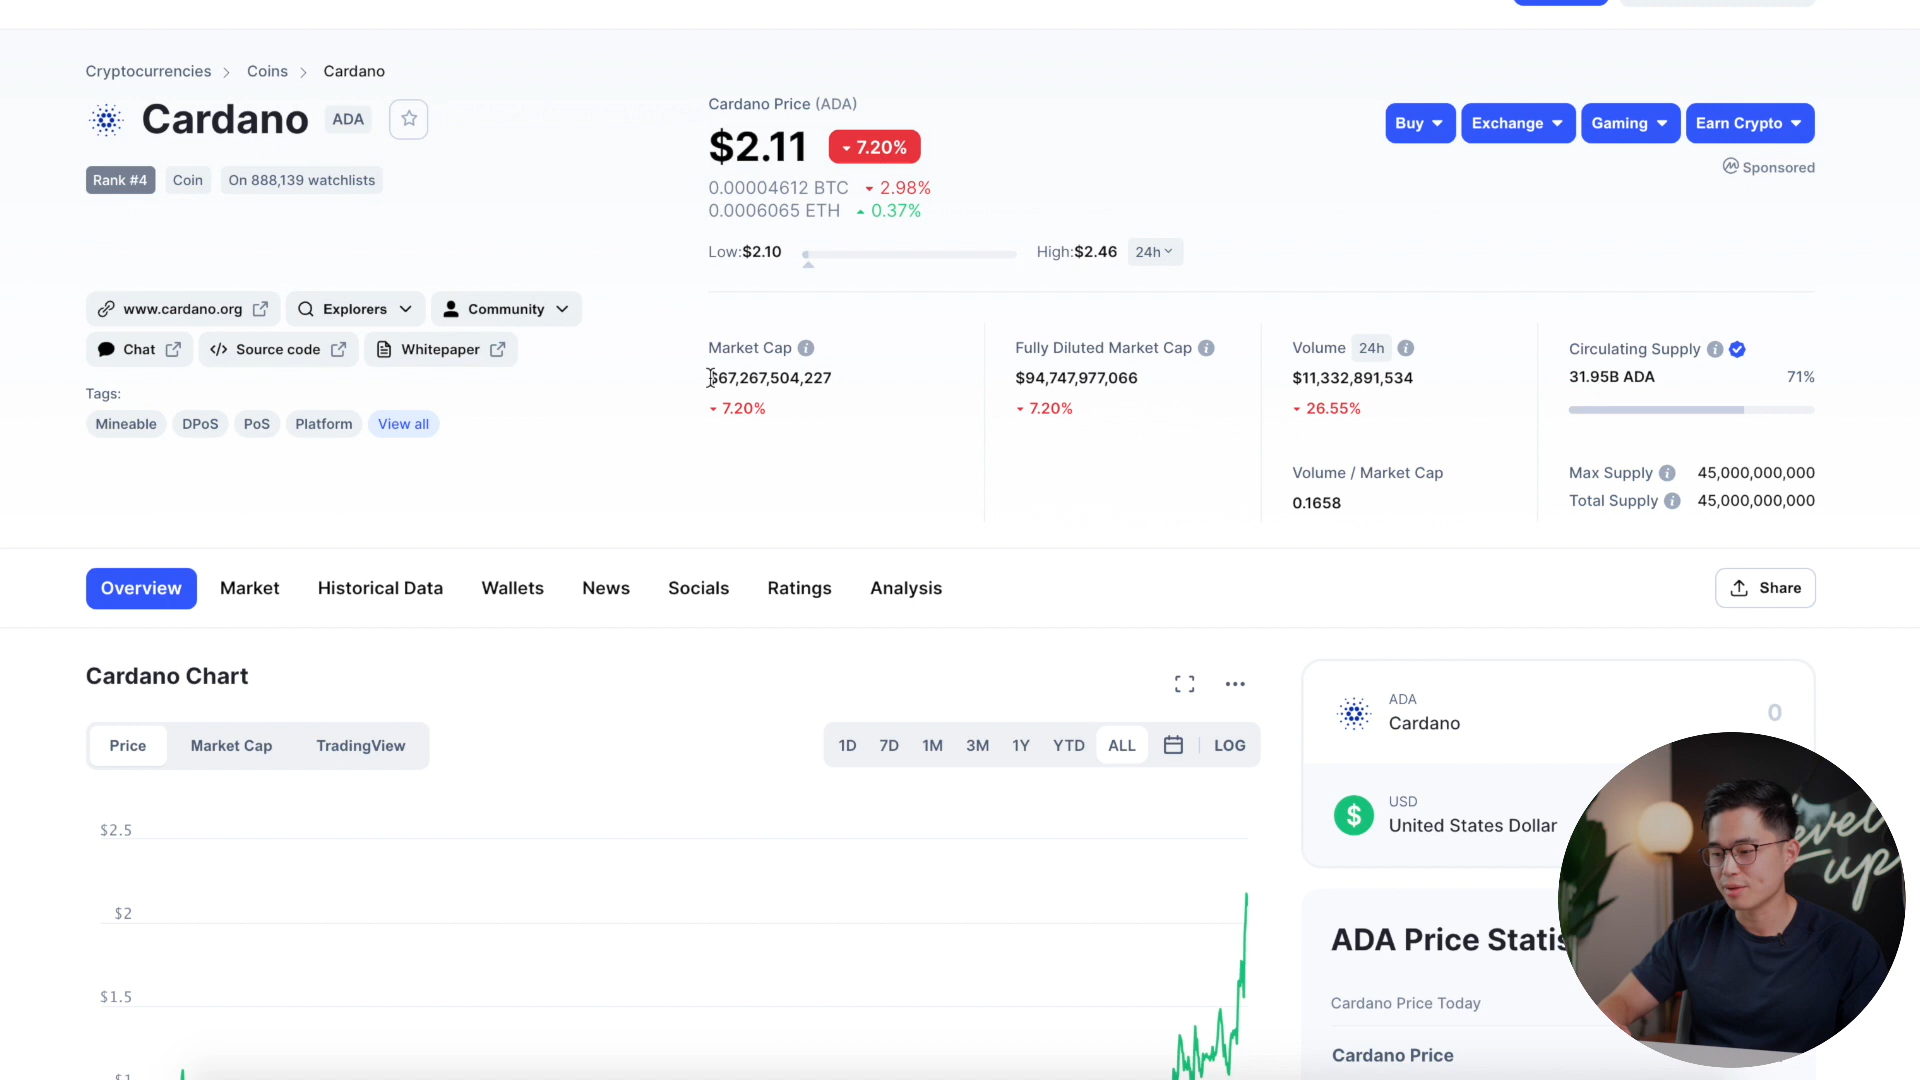 Cryptocurrencies > Coins > Cardano
Cardano ADA
Rank #4 Coin On 888,139 watchlists
www.cardano.org Explorers Community
Chat Source code Whitepaper
Tags:
Mineable DPoS PoS Platform View all
Cardano Price (ADA)
$2.11 7.20%
0.00004612 BTC 2.98%
0.0006065 ETH 0.37%
Low:$2.10 High:$2.46 24h
Buy Exchange Gaming Earn Crypto
Sponsored
Market Cap
$67,267,504,227
7.20%
Fully Diluted Market Cap
$94,747,977,066
7.20%
Volume 24h
$11,332,891,534
26.55%
Volume / Market Cap
0.1658
Circulating Supply
31.95B ADA 71%
Max Supply 45,000,000,000
Total Supply 45,000,000,000
Overview Market Historical Data Wallets News Socials Ratings Analysis
Share
Cardano Chart
Price Market Cap TradingView
1D 7D 1M 3M 1Y YTD ALL LOG
$2.5
$2
$1.5
$1
ADA
Cardano
0
USD
United States Dollar
ADA Price Statis
Cardano Price Today
Cardano Price
level
up